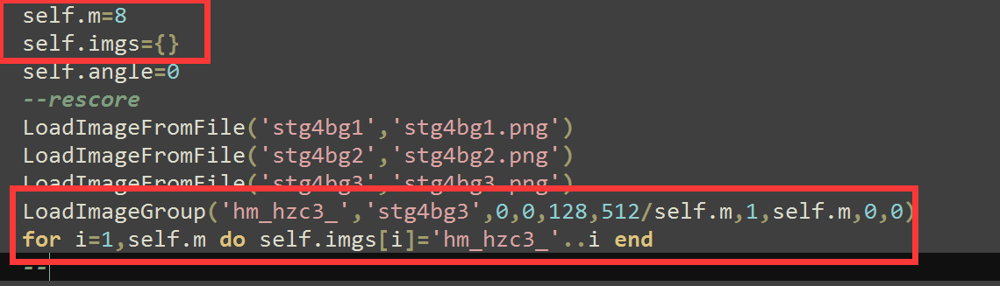 self.m=8
self.imgs={}
self.angle=0
--rescore
LoadImageFromFile('stg4bg1','stg4bg1.png')
LoadImageFromFile('stg4bg2','stg4bg2.png')
LoadImageFromFile('stg4bg3','stg4bg3.png')
LoadImageGroup('hm_hzc3_','stg4bg3',0,0,128,512/self.m,1,self.m,0,0)
for i=1,self.m do self.imgs[i]='hm_hzc3_'..i end
--